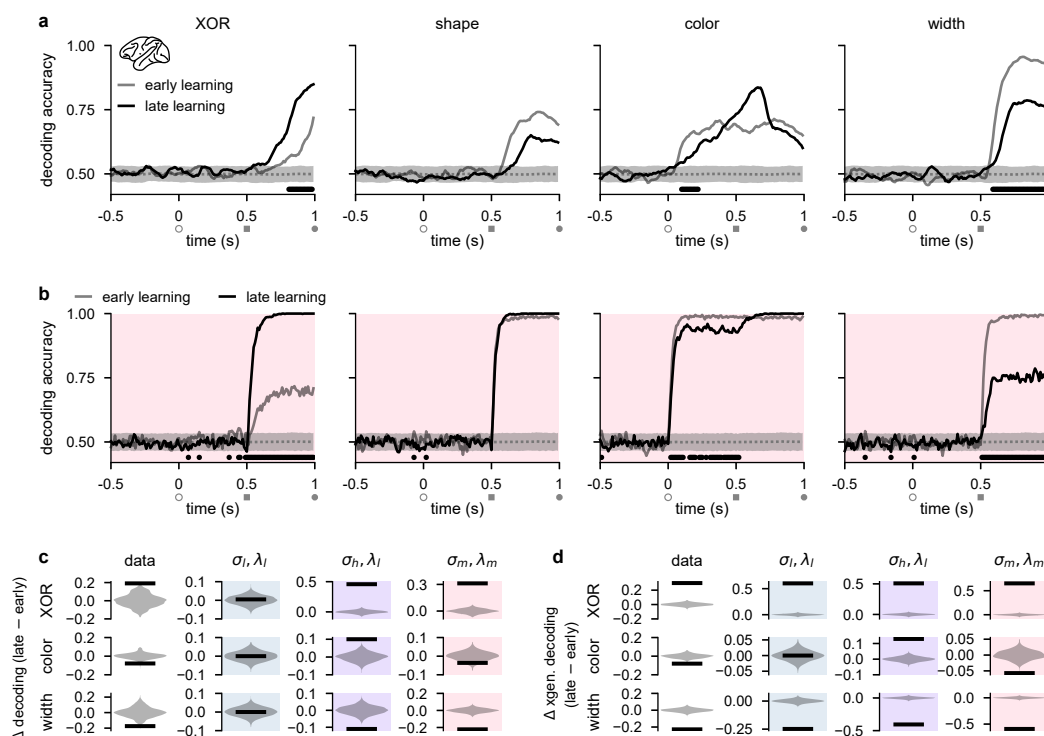 a
XOR
shape
color
width
1.00
0.75
0.50
decoding accuracy
early learning
late learning
-0.5 0 0.5 1
-0.5 0 0.5 1
-0.5 0 0.5 1
-0.5 0 0.5
time (s)
time (s)
time (s)
time (s)
b
early learning
late learning
1.00
0.75
0.50
decoding accuracy
-0.5 0 0.5 1
-0.5 0 0.5 1
-0.5 0 0.5 1
-0.5 0 0.5
time (s)
time (s)
time (s)
time (s)
c
data
σl, λl
σh, λl
σm, λm
Δ decoding (late − early)
XOR
0.2
0.0
−0.2
0.1
0.0
−0.1
0.5
0.0
0.3
0.0
color
0.2
0.0
−0.2
0.1
0.0
−0.1
0.1
0.0
−0.1
0.1
0.0
−0.1
width
0.2
0.0
−0.2
0.1
0.0
−0.1
0.1
0.0
−0.1
0.2
0.0
−0.2
d
data
σl, λl
σh, λl
σm, λm
Δ xgen. decoding
(late − early)
XOR
0.2
0.0
−0.2
−0.5
0.0
−0.5
0.0
−0.5
0.0
color
0.2
0.0
−0.2
0.05
0.00
−0.05
0.1
0.0
−0.1
0.05
0.00
−0.05
width
0.2
0.0
−0.2
0.00
−0.25
0.0
−0.5
0.0
−0.5